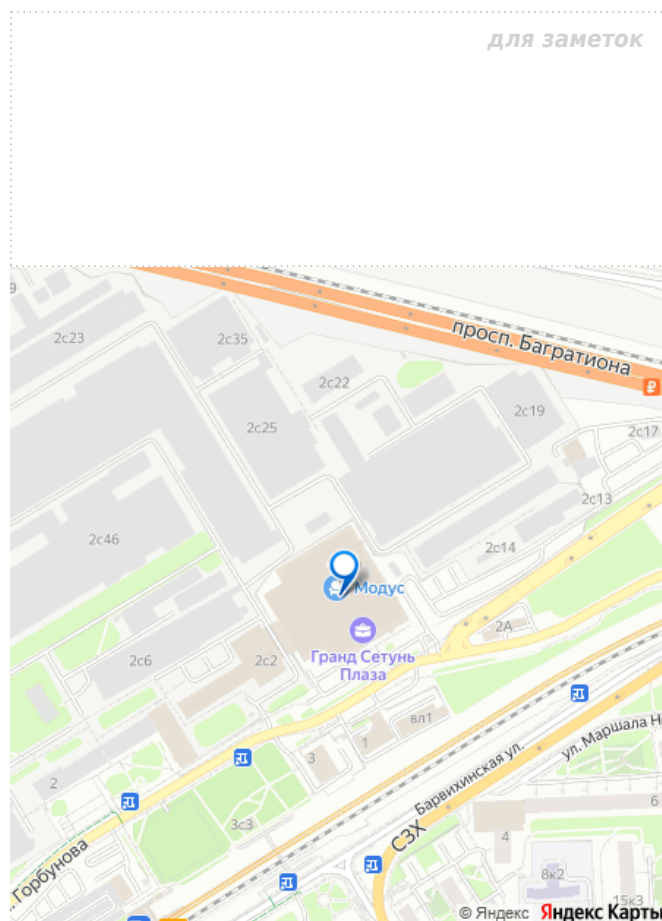 для заметок
9
просп. Багратиона
2с23
2с35
2с22
2с25
2с19
2с17
2с13
2с46
2с14
Модус
2А
Гранд Сетунь
Плаза
2с6
2с2
вл1
1
3
2
3с3
Барвихинская ул.
ул. Маршала Н
СЗХ
6
4
8к2
15к3
. Горбунова
© Яндекс Яндекс Карты